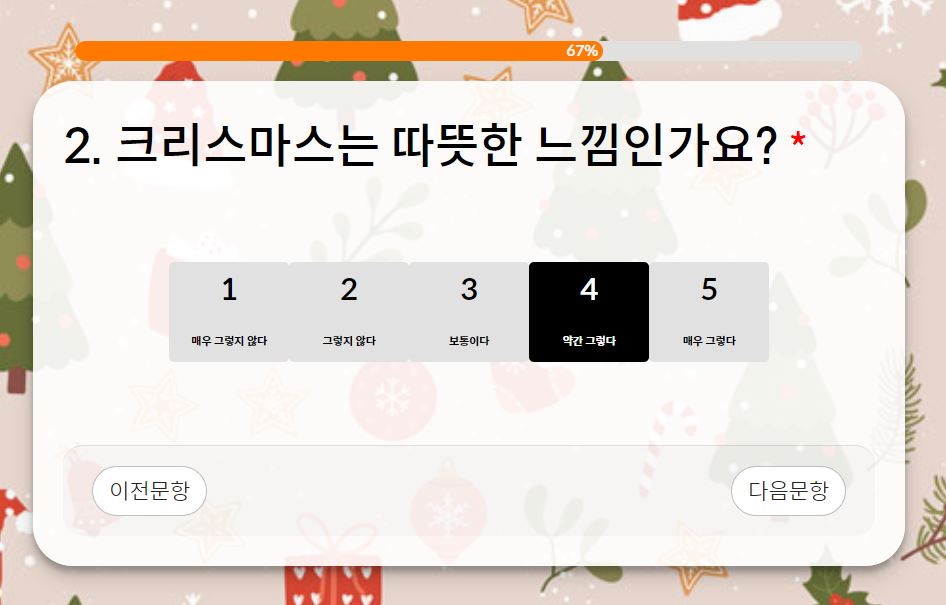 67%
2. 크리스마스는 따뜻한 느낌인가요? *
1 2 3 4 5
매우 그렇지 않다 그렇지 않다 보통이다 약간 그렇다 매우 그렇다
이전문항 다음문항